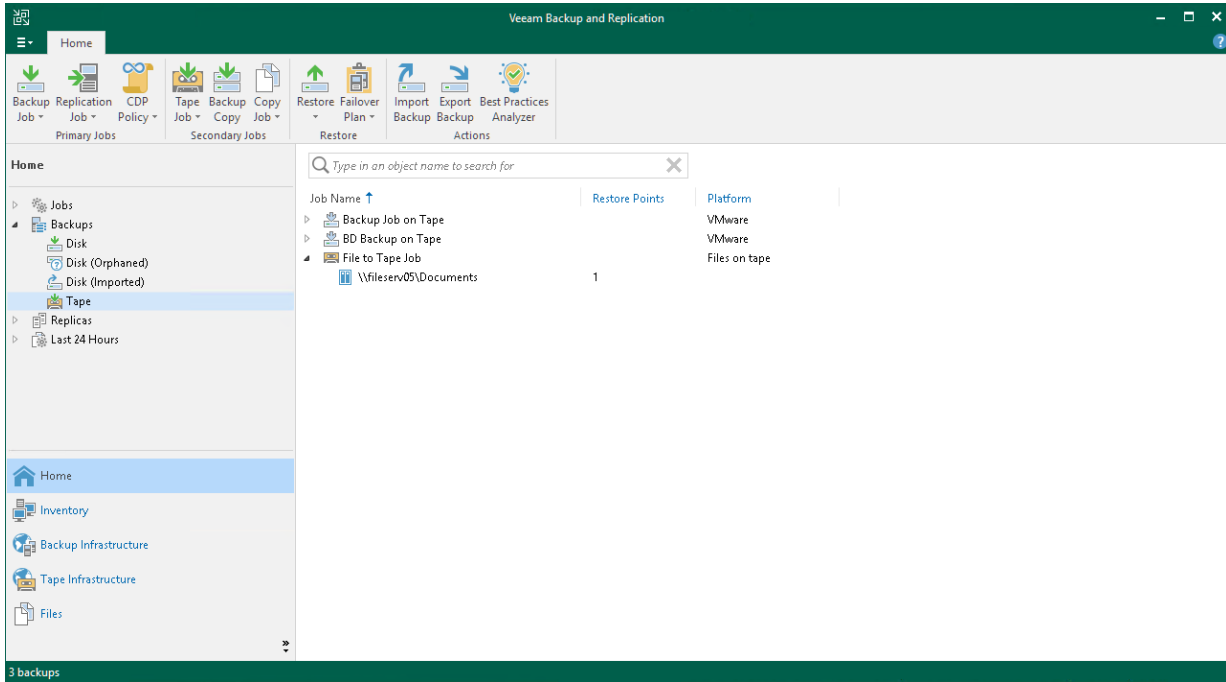 Veeam Backup and Replication
Home
Backup Job
Replication Job
CDP Policy
Primary Jobs
Tape Job
Backup Copy
Copy Job
Secondary Jobs
Restore
Failover Plan
Restore
Import Backup
Export Backup
Best Practices Analyzer
Actions
Home
Jobs
Backups
Disk
Disk (Orphaned)
Disk (Imported)
Tape
Replicas
Last 24 Hours
Home
Inventory
Backup Infrastructure
Tape Infrastructure
Files
Type in an object name to search for
Job Name Restore Points Platform
Backup Job on Tape VMware
BD Backup on Tape VMware
File to Tape Job Files on tape
\\fileserv05\Documents 1
3 backups